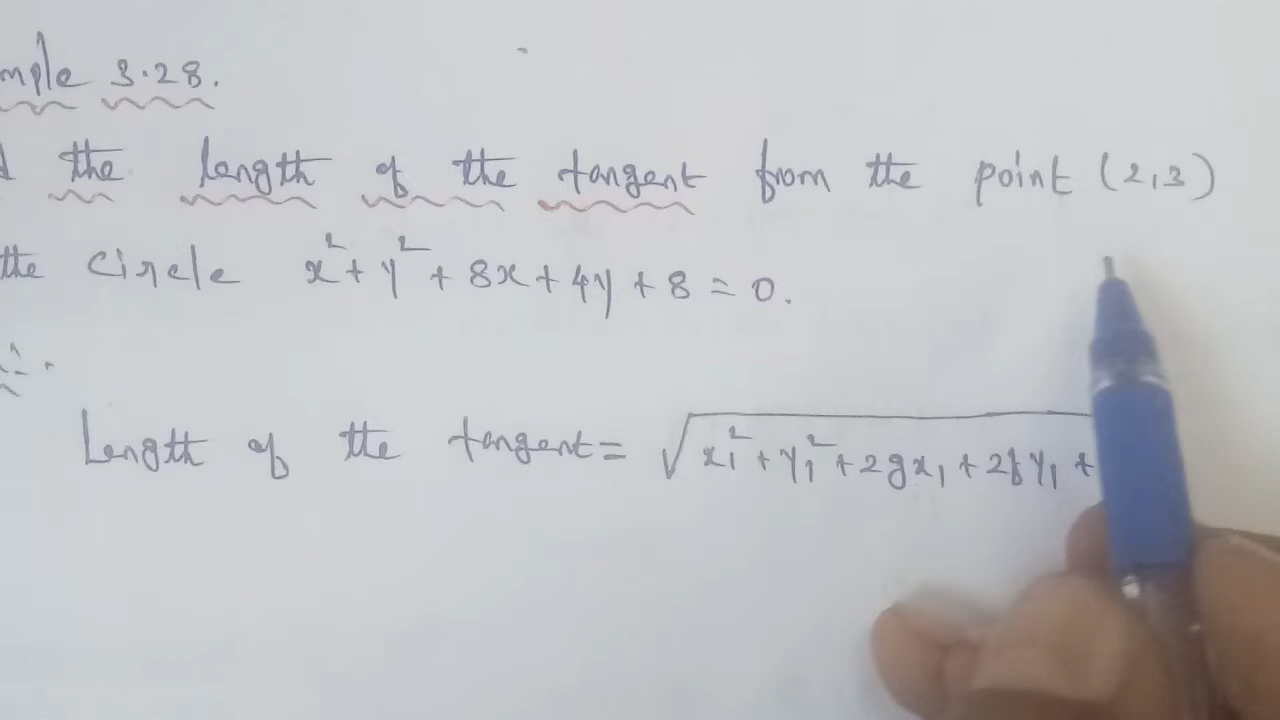 mple 3.28.
the length of the tangent from the point (2,3)
the circle x²+y²+8x+4y+8=0.
Length of the tangent=√x₁²+y₁²+2gx₁+2fy₁+